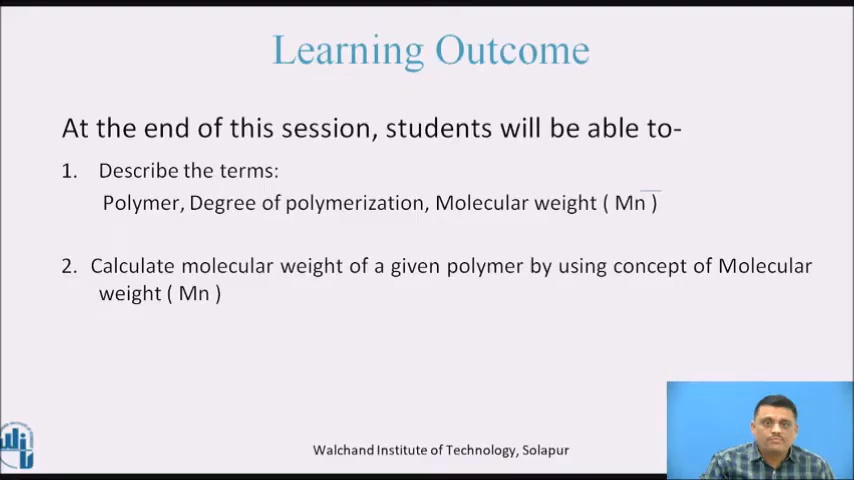 Learning Outcome
At the end of this session, students will be able to-
1. Describe the terms:
Polymer, Degree of polymerization, Molecular weight ( Mn )
2. Calculate molecular weight of a given polymer by using concept of Molecular
weight ( Mn )
Walchand Institute of Technology, Solapur